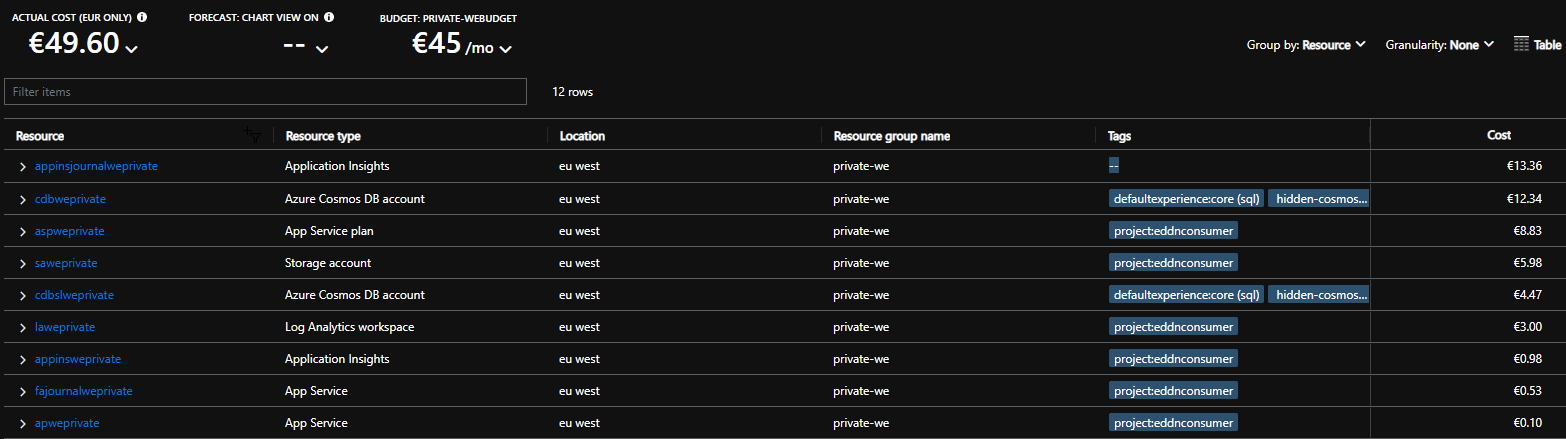 ACTUAL COST (EUR ONLY) FORECAST: CHART VIEW ON BUDGET: PRIVATE-WEBUDGET
€49.60 -- €45 /mo
Group by: Resource Granularity: None Table
Filter items 12 rows
Resource Resource type Location Resource group name Tags Cost
appinsjournalweprivate Application Insights eu west private-we -- €13.36
cdbweprivate Azure Cosmos DB account eu west private-we defaultexperience:core (sql) hidden-cosmos... €12.34
aspweprivate App Service plan eu west private-we project:eddnconsumer €8.83
saweprivate Storage account eu west private-we project:eddnconsumer €5.98
cdbslweprivate Azure Cosmos DB account eu west private-we defaultexperience:core (sql) hidden-cosmos... €4.47
laweprivate Log Analytics workspace eu west private-we project:eddnconsumer €3.00
appinsweprivate Application Insights eu west private-we project:eddnconsumer €0.98
fajournalweprivate App Service eu west private-we project:eddnconsumer €0.53
apweprivate App Service eu west private-we project:eddnconsumer €0.10